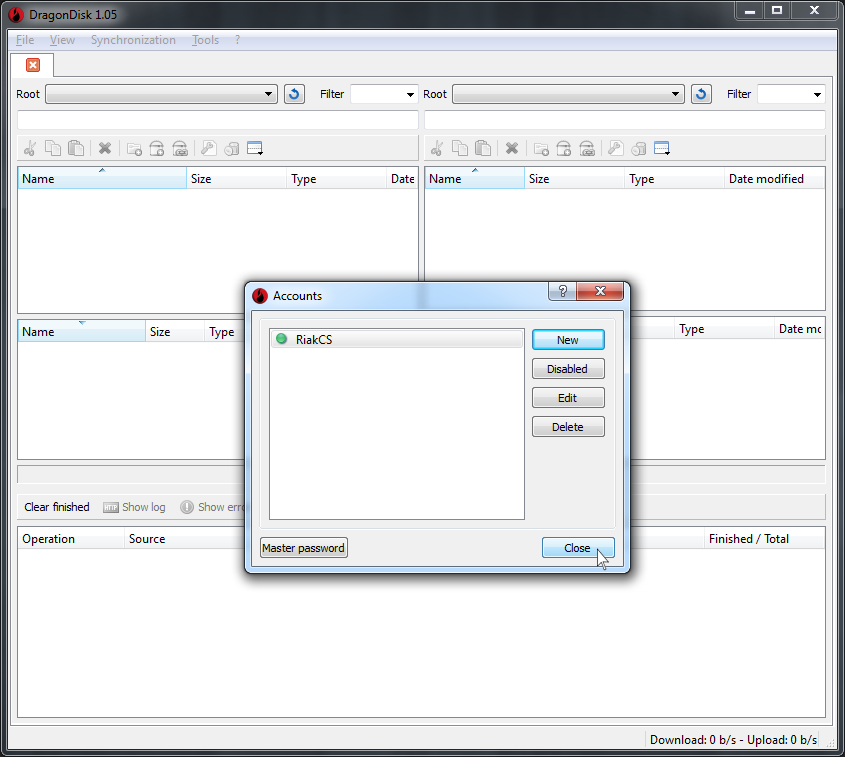 DragonDisk 1.05
File View Synchronization Tools ?
Root Filter Root Filter
Name Size Type Date Name Size Type Date modified
Accounts
Name Size Type Type Date mo
RiakCS
New
Disabled
Edit
Delete
Clear finished Show log Show erro
Operation Source Finished / Total
Master password Close
Download: 0 b/s - Upload: 0 b/s